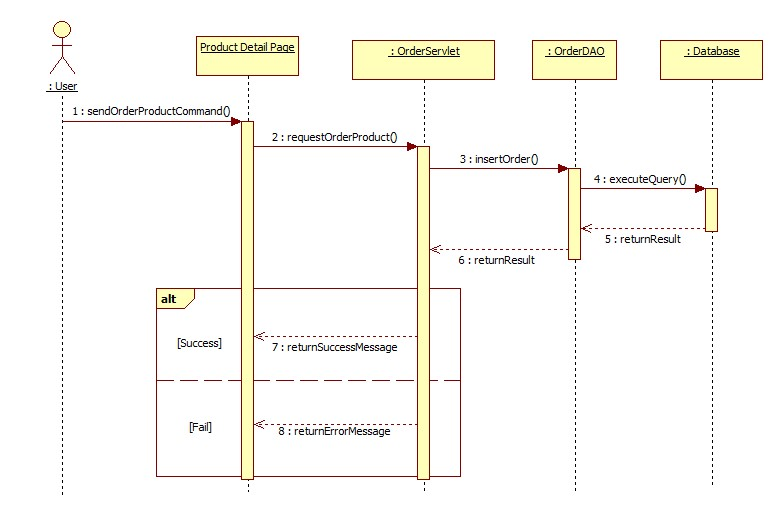 Product Detail Page
: OrderServlet
: OrderDAO
: Database
: User
1 : sendOrderProductCommand()
2 : requestOrderProduct()
3 : insertOrder()
4 : executeQuery()
5 : returnResult
6 : returnResult
alt
[Success]
7 : returnSuccessMessage
[Fail]
8 : returnErrorMessage